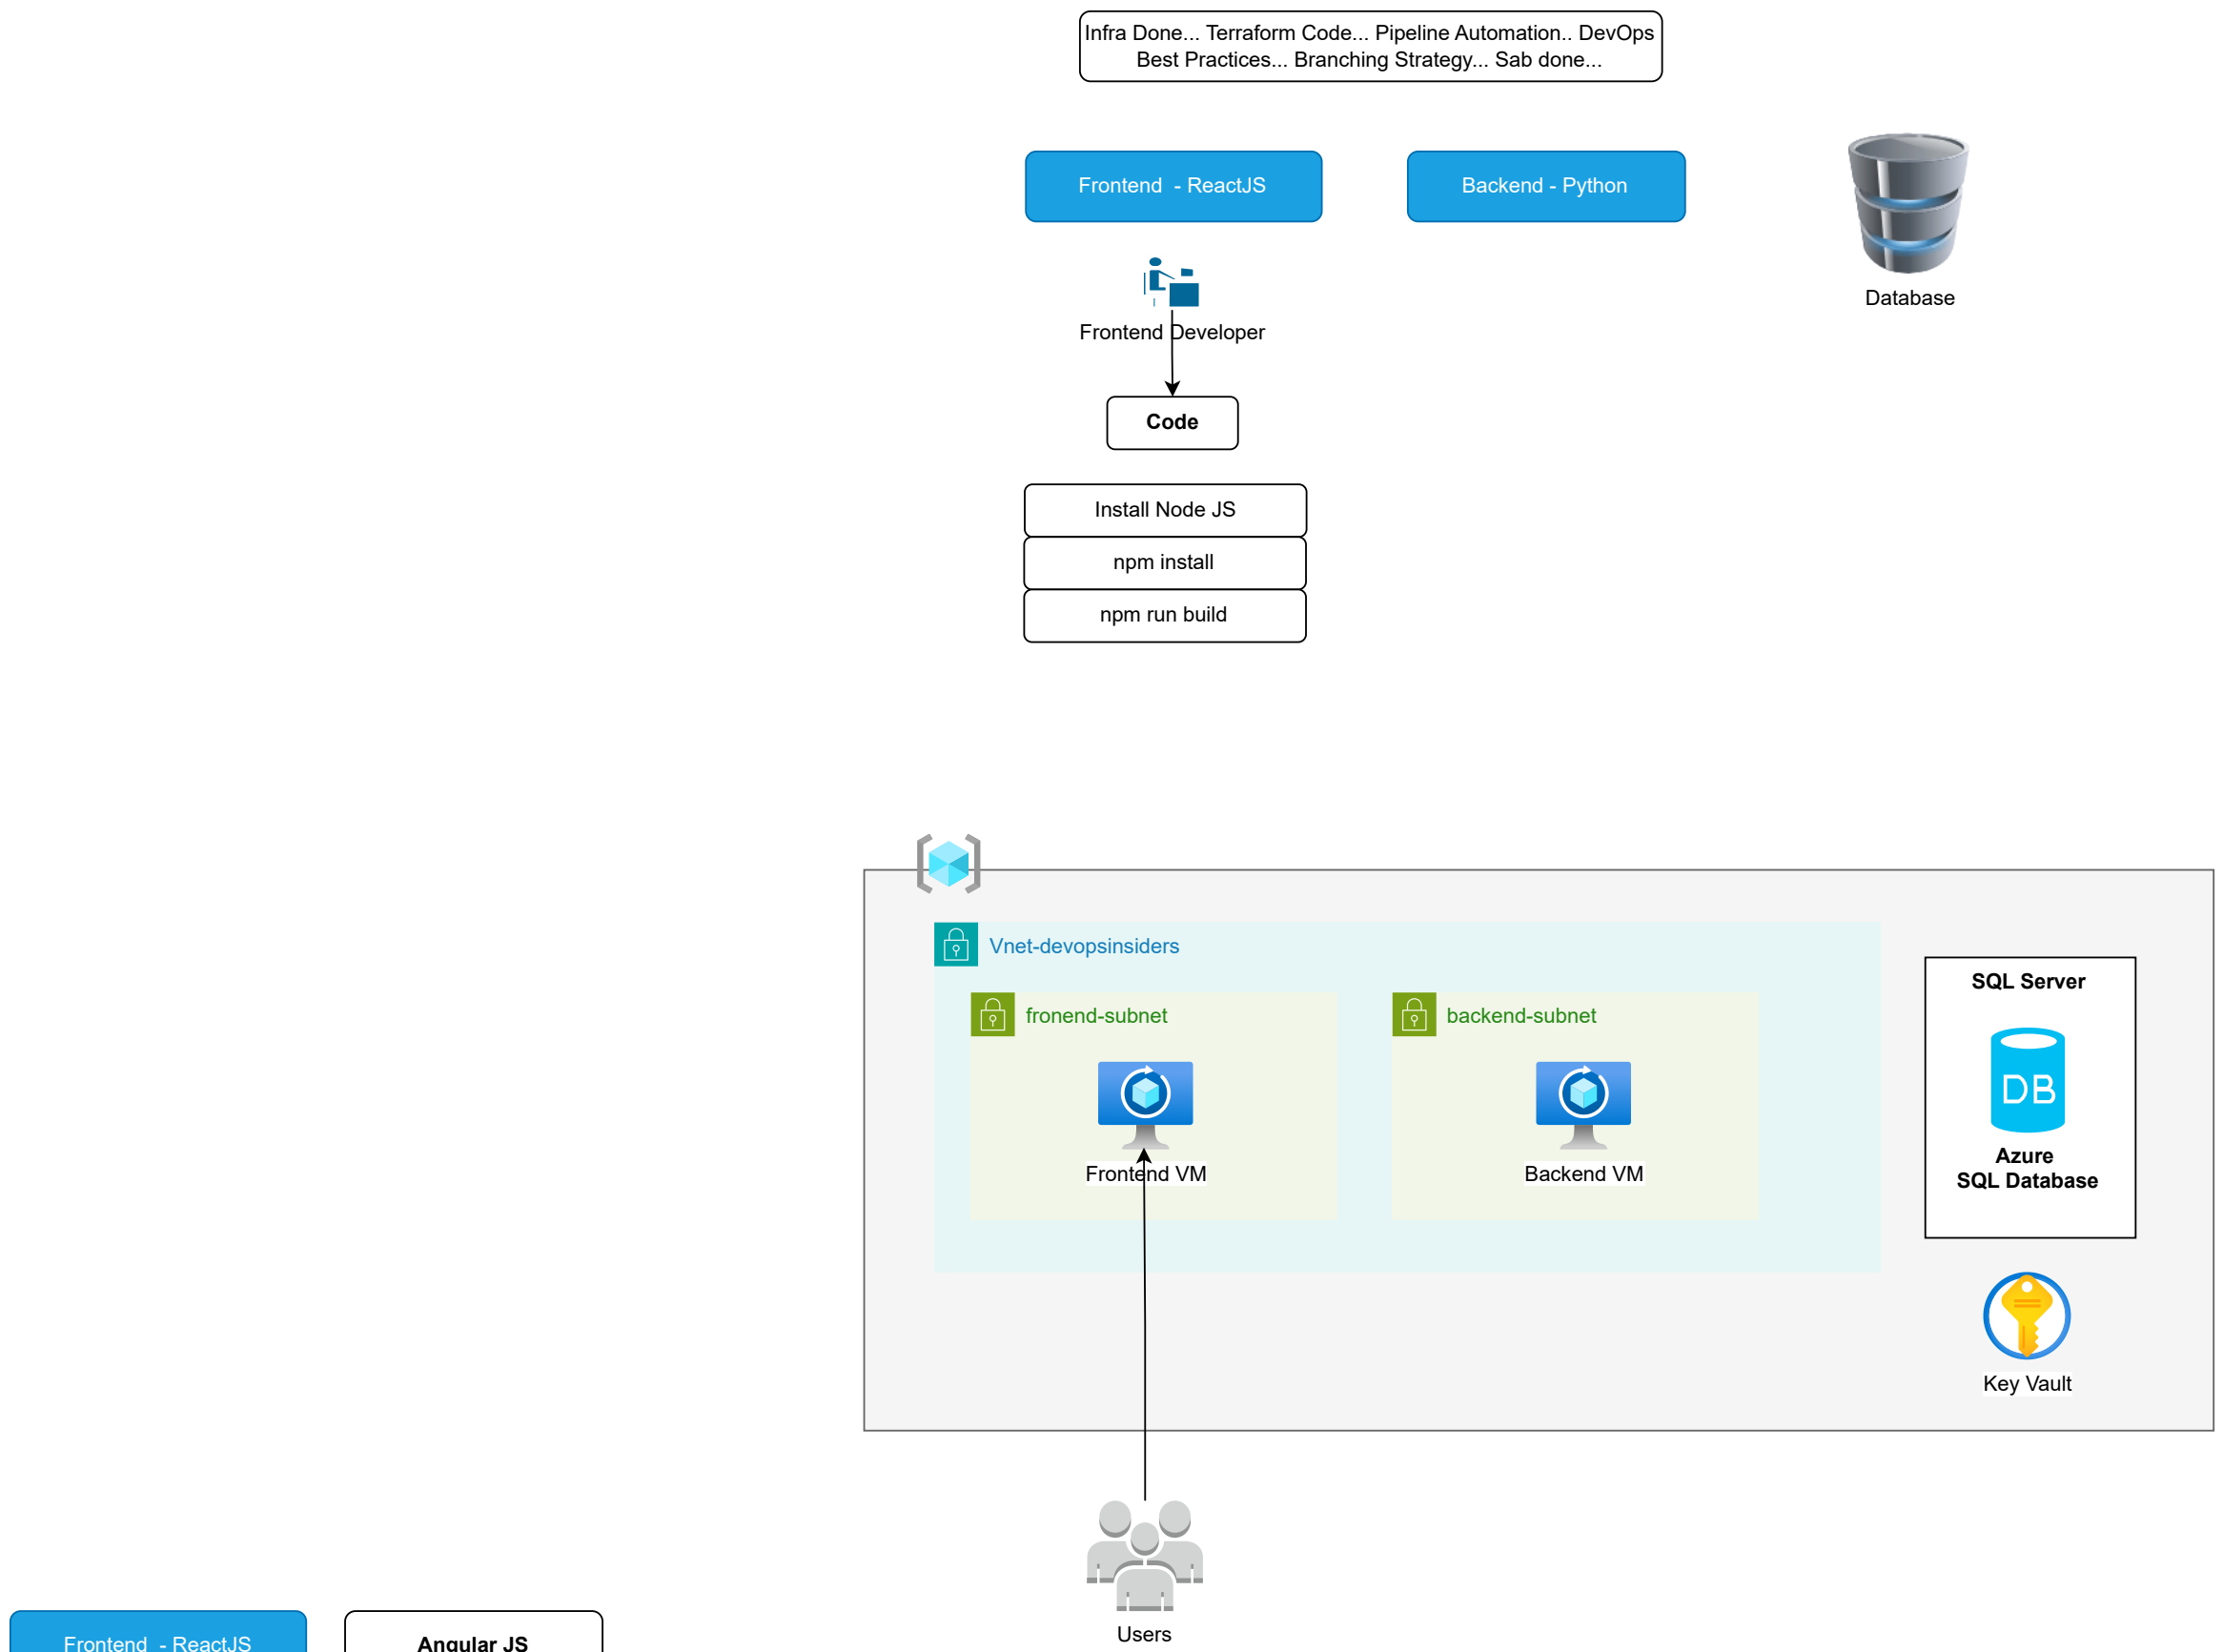 Infra Done... Terraform Code... Pipeline Automation.. DevOps
Best Practices... Branching Strategy... Sab done...
Frontend  - ReactJS
Backend - Python
Database
Frontend Developer
Code
Install Node JS
npm install
npm run build
Vnet-devopsinsiders
fronend-subnet
backend-subnet
Frontend VM
Backend VM
SQL Server
DB
Azure
SQL Database
Key Vault
Users
Frontend  - ReactJS
Angular JS